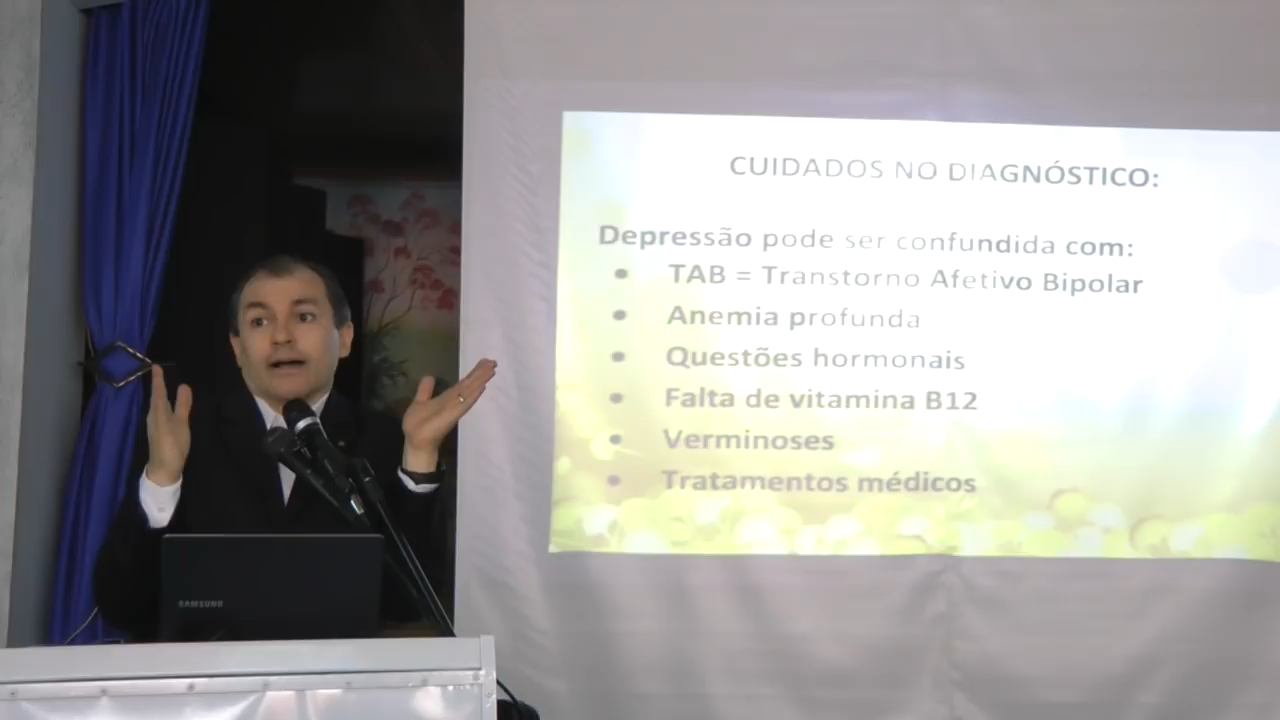 CUIDADOS NO DIAGNÓSTICO:
Depressão pode ser confundida com:
• TAB = Transtorno Afetivo Bipolar
• Anemia profunda
• Questões hormonais
• Falta de vitamina B12
• Verminoses
• Tratamentos médicos
SAMSUNG